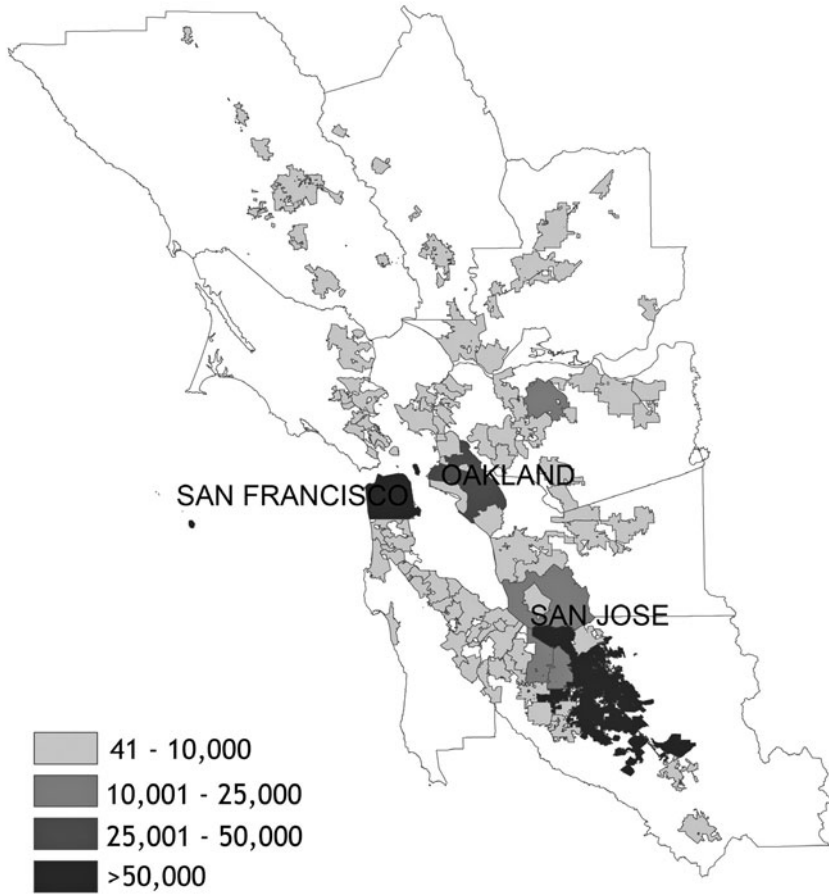 OAKLAND
SAN FRANCISCO
SAN JOSE
41 - 10,000
10,001 - 25,000
25,001 - 50,000
>50,000